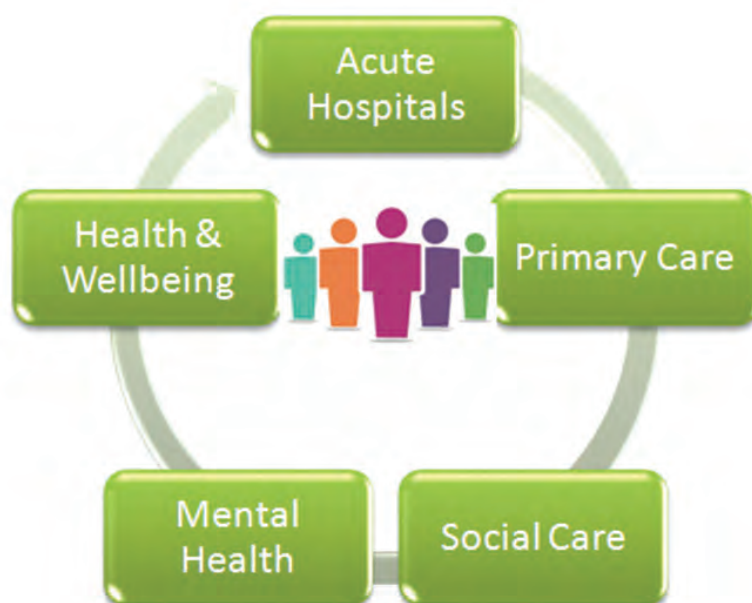 Acute
Hospitals
Primary Care
Social Care
Mental
Health
Health &
Wellbeing